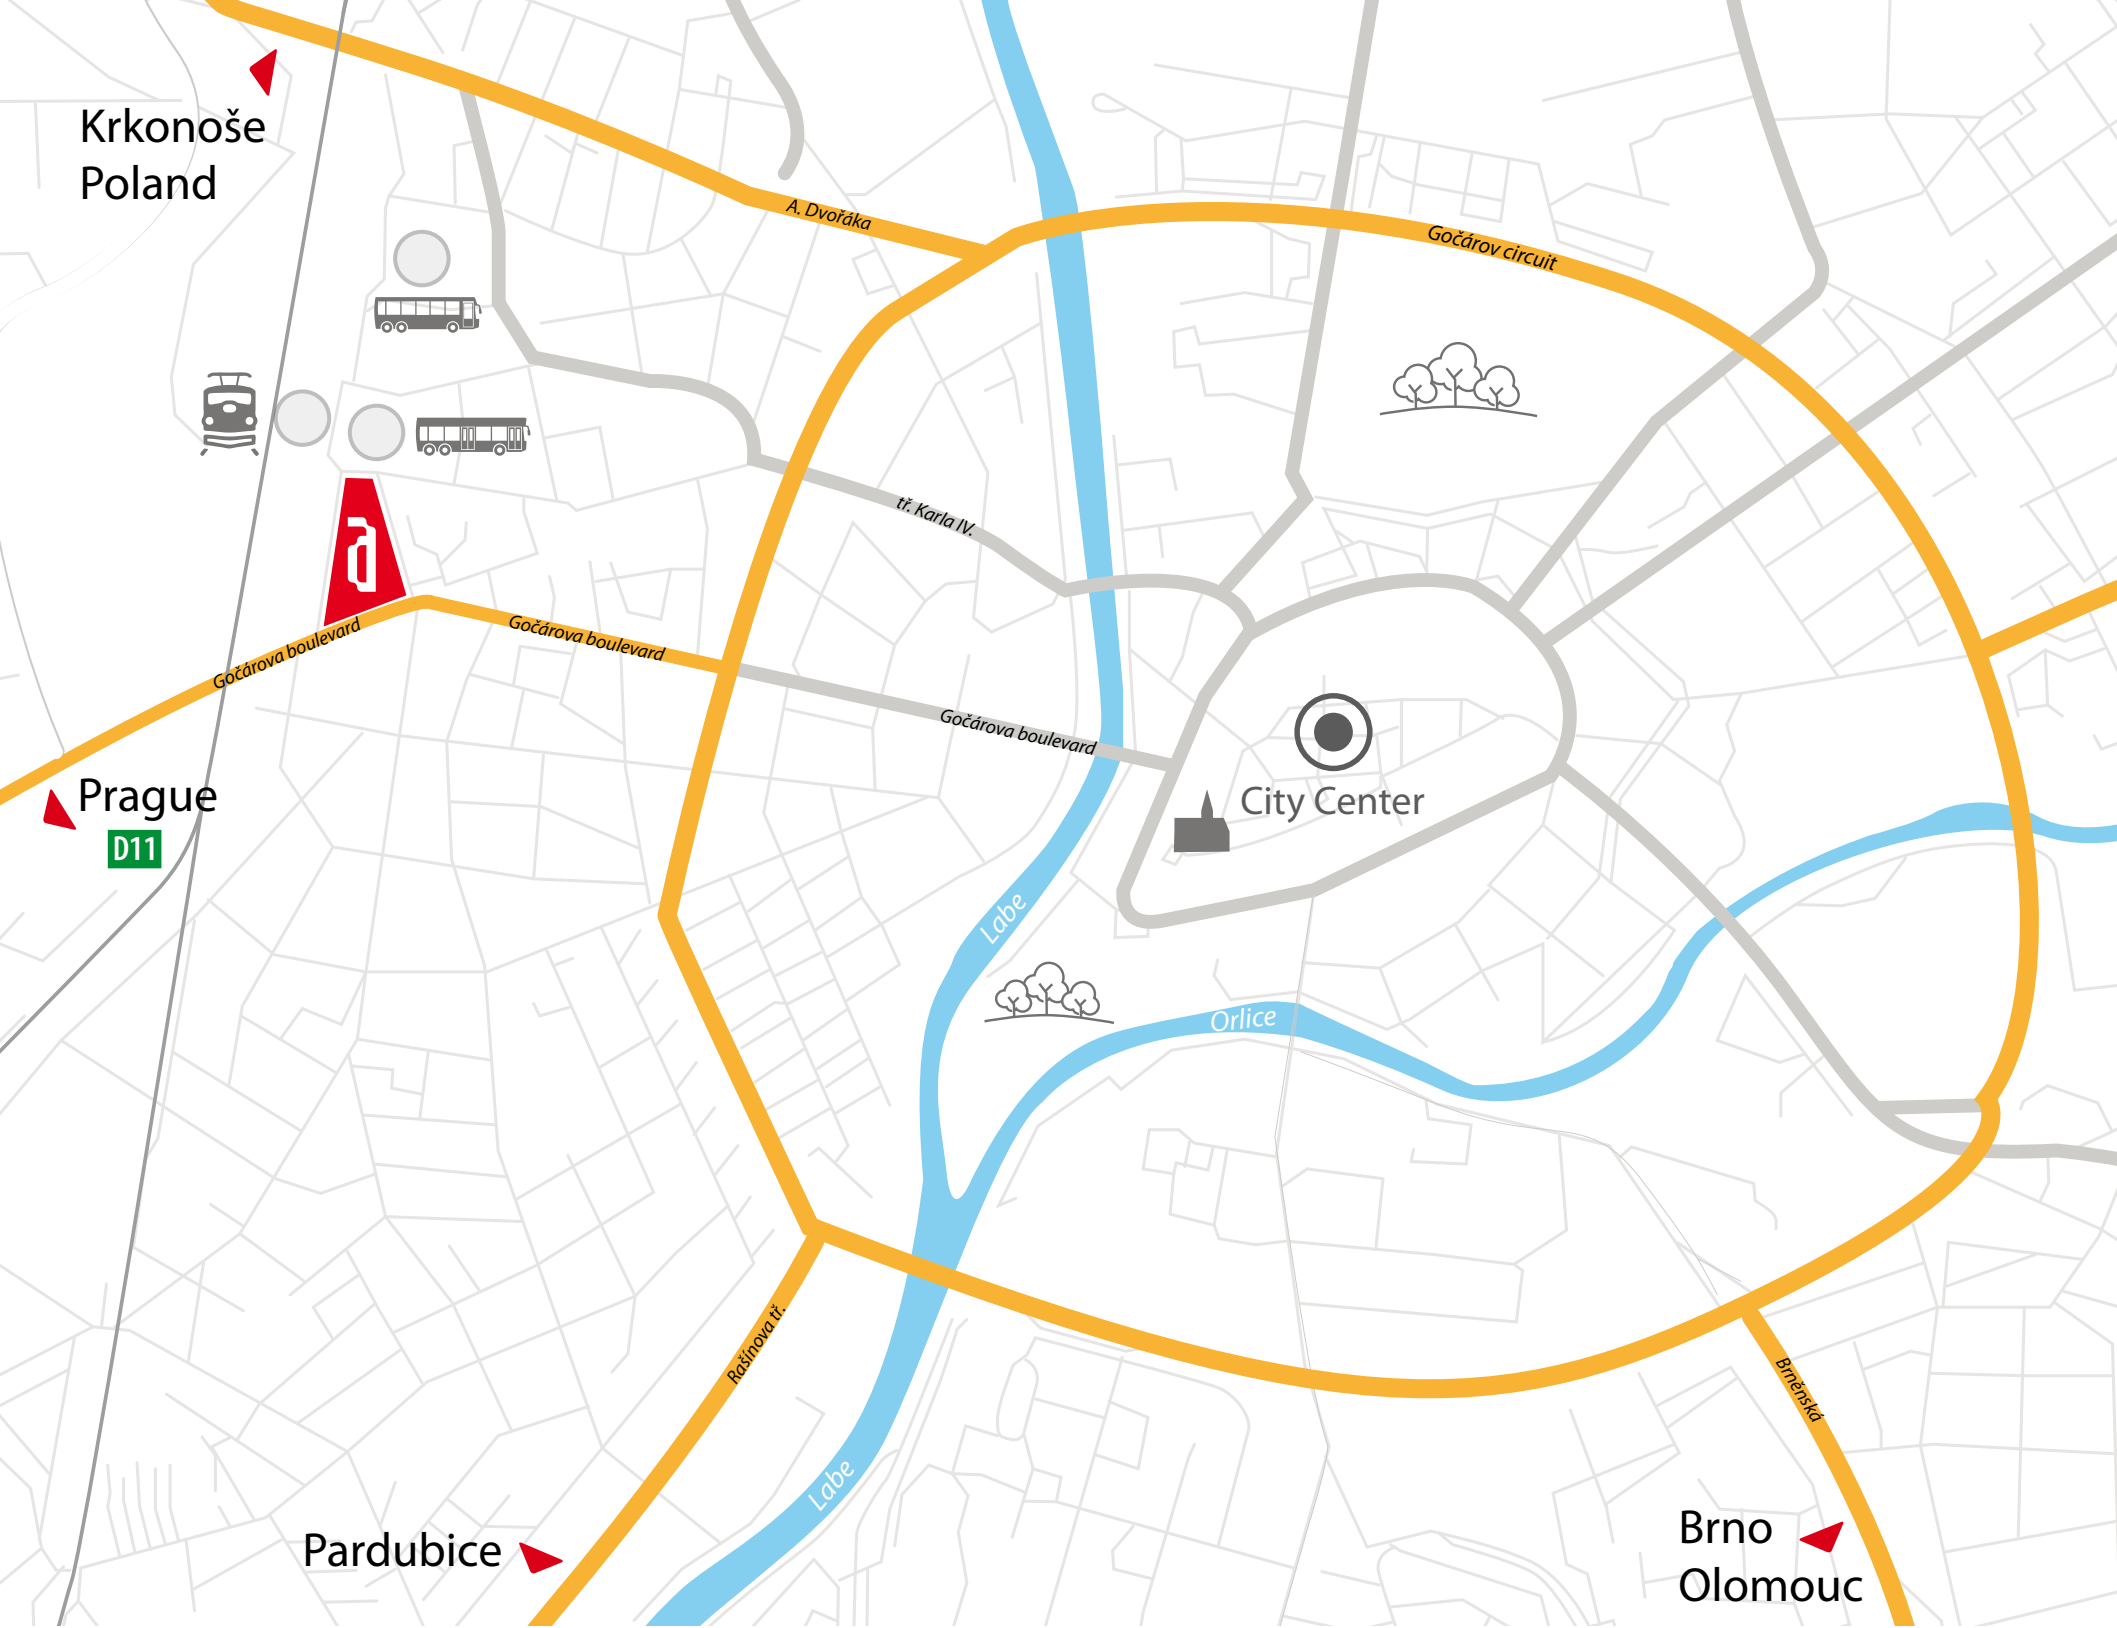 Krkonoše
Poland
A. Dvořáka
Gočárov circuit
tř. Karla IV.
Gočárova boulevard
Gočárova boulevard
Gočárova boulevard
Prague
D11
City Center
Labe
Orlice
Rašínova tř.
Brněnská
Labe
Pardubice
Brno
Olomouc